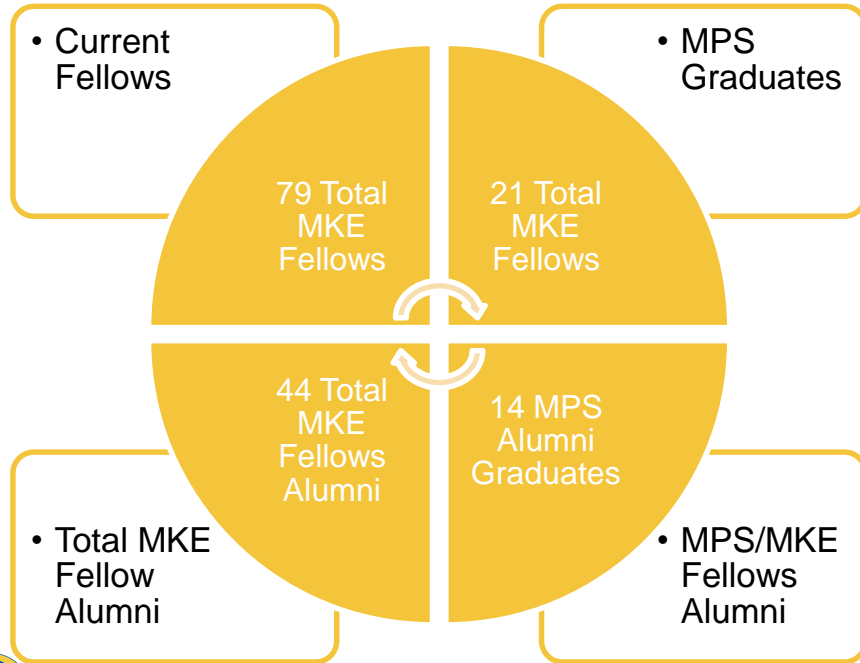 • Current
Fellows
• MPS
Graduates
79 Total
MKE
Fellows
21 Total
MKE
Fellows
44 Total
MKE
Fellows
Alumni
14 MPS
Alumni
Graduates
• Total MKE
Fellow
Alumni
• MPS/MKE
Fellows
Alumni